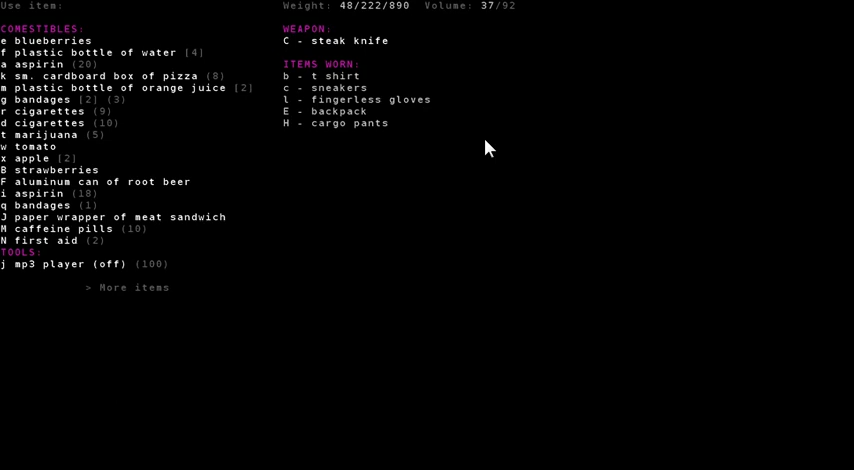 Use item:
Weight: 48/222/890 Volume: 37/92
COMESTIBLES:
e blueberries
f plastic bottle of water [4]
a aspirin (20)
k sm. cardboard box of pizza (8)
m plastic bottle of orange juice [2]
g bandages [2] (3)
r cigarettes (9)
d cigarettes (10)
t marijuana (5)
w tomato
x apple [2]
B strawberries
F aluminum can of root beer
i aspirin (18)
q bandages (1)
J paper wrapper of meat sandwich
M caffeine pills (10)
N first aid (2)
TOOLS:
j mp3 player (off) (100)
> More items
WEAPON:
C - steak knife
ITEMS WORN:
b - t shirt
c - sneakers
l - fingerless gloves
E - backpack
H - cargo pants